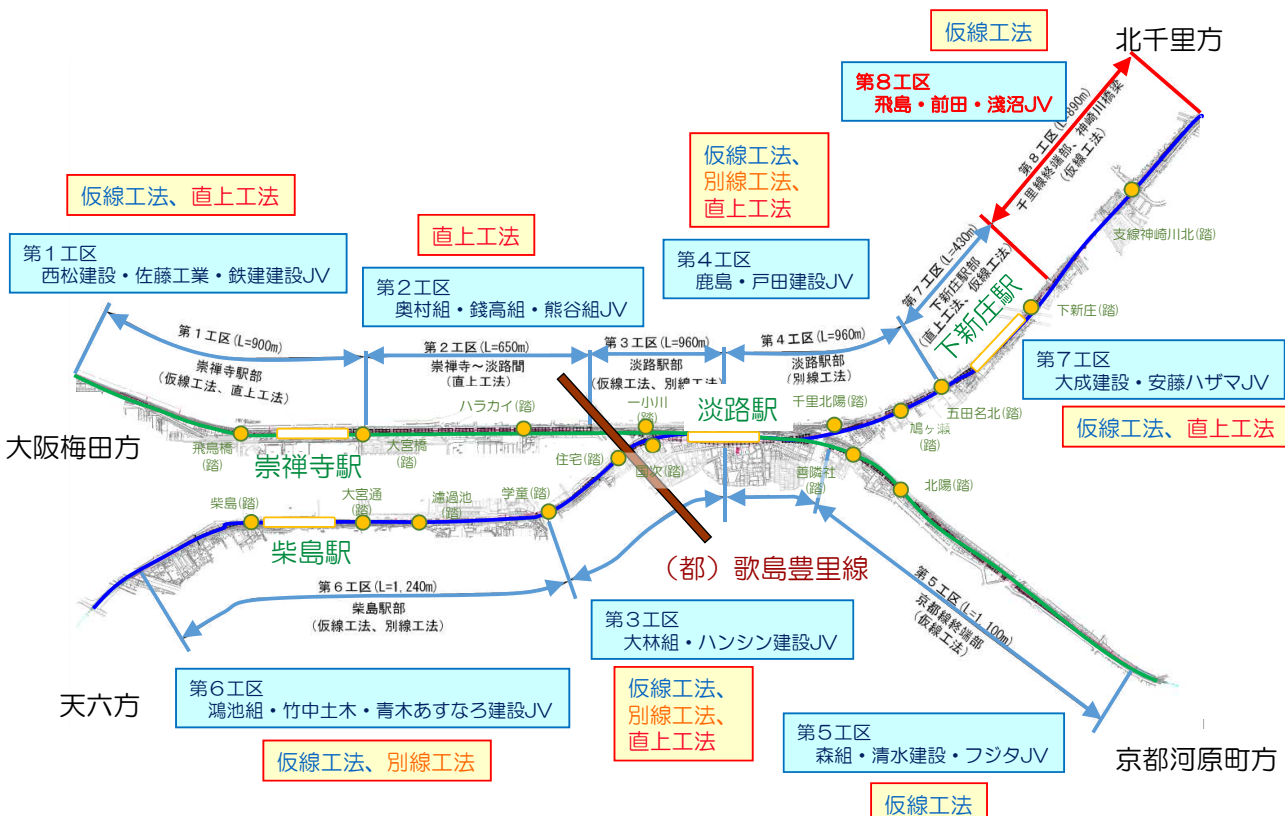 仮線工法
北千里方
第8工区
飛島・前田・淺沼JV
第8工区(L=890m)
千里線終端部、神崎川橋梁
(仮線工法)
仮線工法、
別線工法、
直上工法
仮線工法、直上工法
直上工法
第1工区
西松建設・佐藤工業・鉄建建設JV
第2工区
奥村組・錢高組・熊谷組JV
第4工区
鹿島・戸田建設JV
第7工区(L=430m)
下新庄駅部
(直上工法、仮線工法)
支線神崎川北(踏)
下新庄(踏)
下新庄駅
第1工区(L=900m)
崇禅寺駅部
(仮線工法、直上工法)
第2工区(L=650m)
崇禅寺～淡路間
(直上工法)
第3工区(L=960m)
淡路駅部
(仮線工法、別線工法)
第4工区(L=960m)
淡路駅部
(別線工法)
第7工区
大成建設・安藤ハザマJV
仮線工法、直上工法
大阪梅田方
飛鳥橋
(踏)
崇禅寺駅
大宮橋
(踏)
ハラカイ(踏)
一小川
(踏)
淡路駅
千里北陽(踏)
鳩ヶ瀬
(踏)
五田名北(踏)
住宅(踏)
国次(踏)
善隣社
(踏)
北陽(踏)
柴島(踏)
大宮通
(踏)
濾過池
(踏)
学童(踏)
柴島駅
(都)歌島豊里線
第6工区(L=1,240m)
柴島駅部
(仮線工法、別線工法)
第5工区(L=1,100m)
京都線終端部
(仮線工法)
第3工区
大林組・ハンシン建設JV
仮線工法、
別線工法、
直上工法
天六方
第6工区
鴻池組・竹中土木・青木あすなろ建設JV
仮線工法、別線工法
第5工区
森組・清水建設・フジタJV
仮線工法
京都河原町方